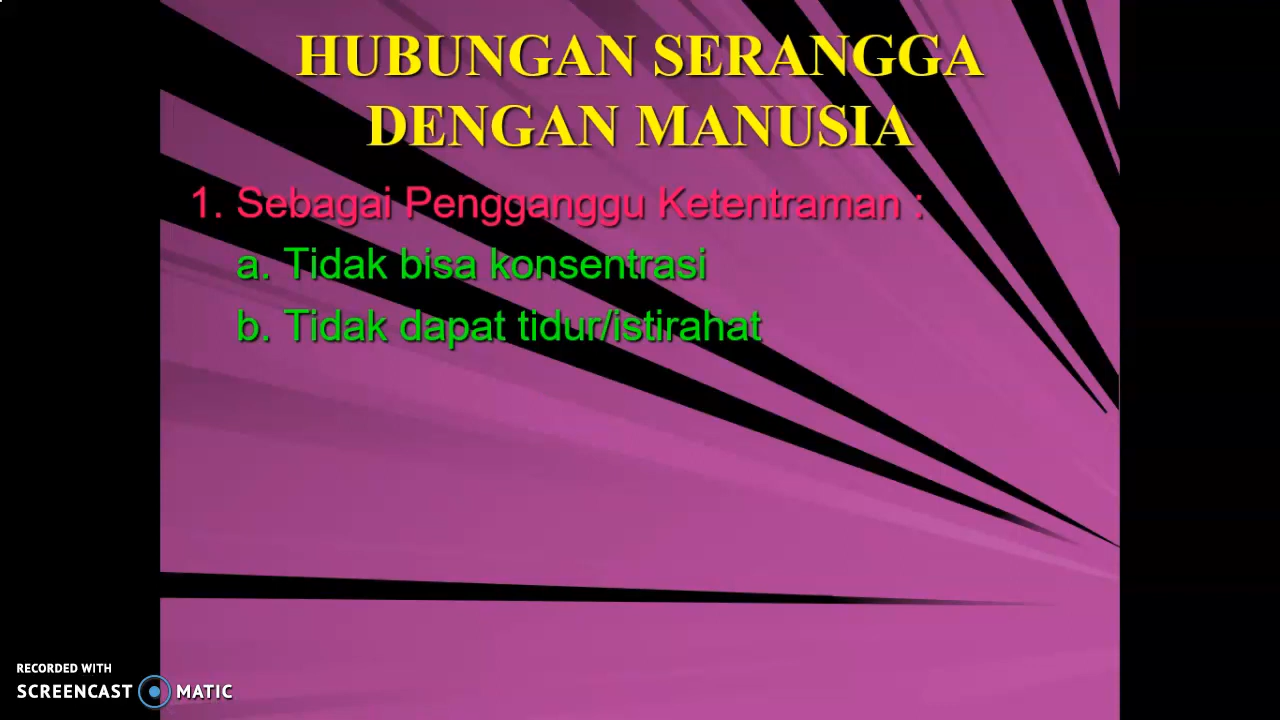 HUBUNGAN SERANGGA
DENGAN MANUSIA
1. Sebagai Pengganggu Ketentraman :
a. Tidak bisa konsentrasi
b. Tidak dapat tidur/istirahat
RECORDED WITH
SCREENCAST MATIC